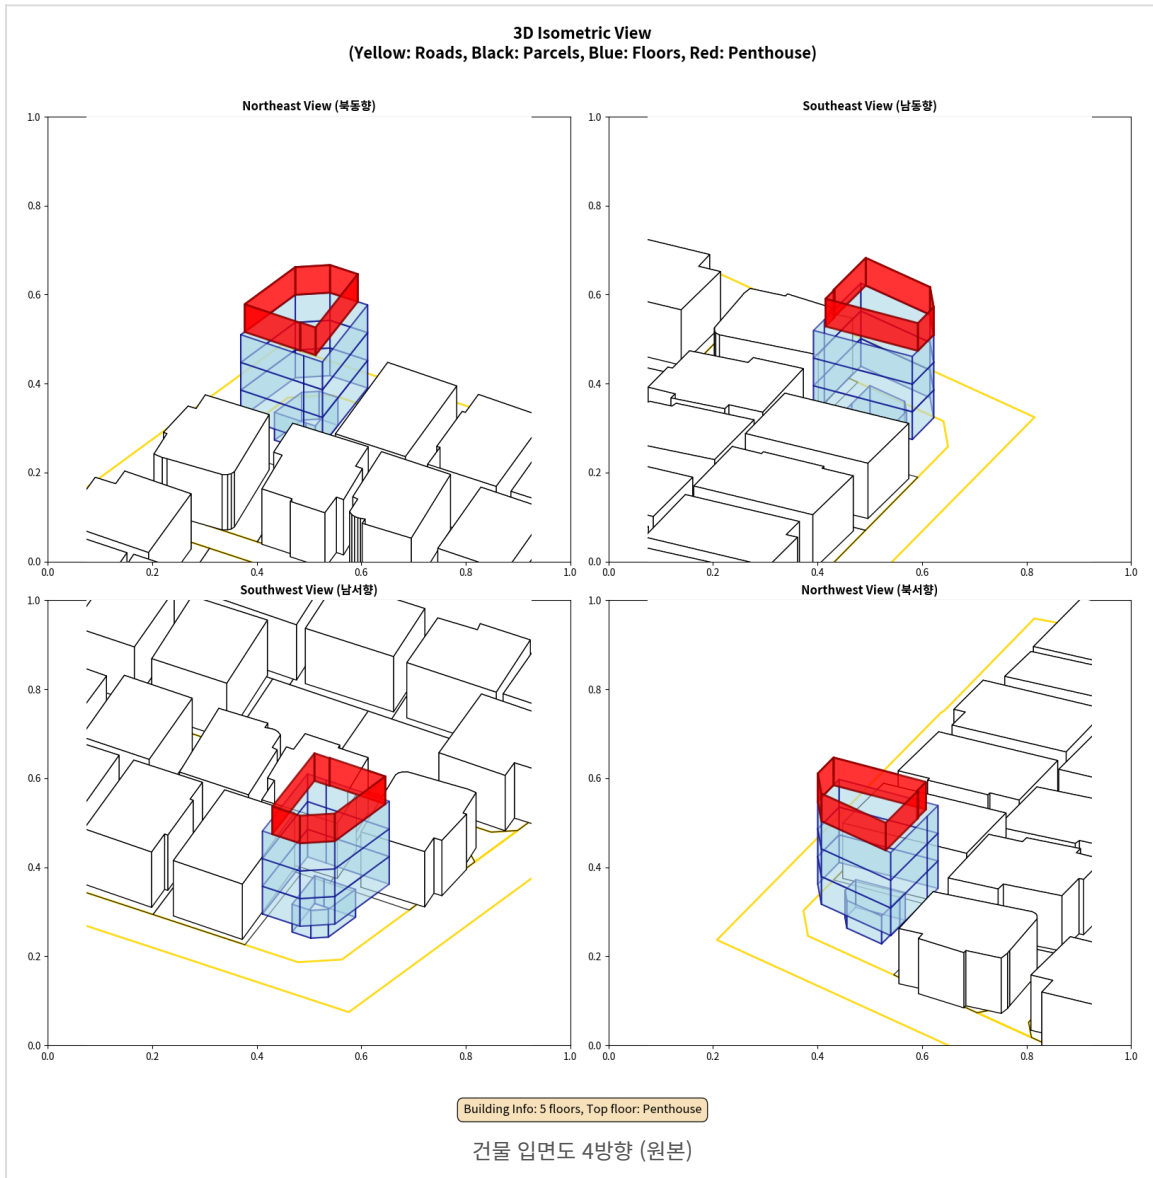 3D Isometric View
(Yellow: Roads, Black: Parcels, Blue: Floors, Red: Penthouse)
Northeast View (북동향)
1.0
0.8
0.6
0.4
0.2
0.0
0.0 0.2 0.4 0.6 0.8 1.0
Southeast View (남동향)
1.0
0.8
0.6
0.4
0.2
0.0
0.0 0.2 0.4 0.6 0.8 1.0
Southwest View (남서향)
1.0
0.8
0.6
0.4
0.2
0.0
0.0 0.2 0.4 0.6 0.8 1.0
Northwest View (북서향)
1.0
0.8
0.6
0.4
0.2
0.0
0.0 0.2 0.4 0.6 0.8 1.0
Building Info: 5 floors, Top floor: Penthouse
건물 입면도 4방향 (원본)